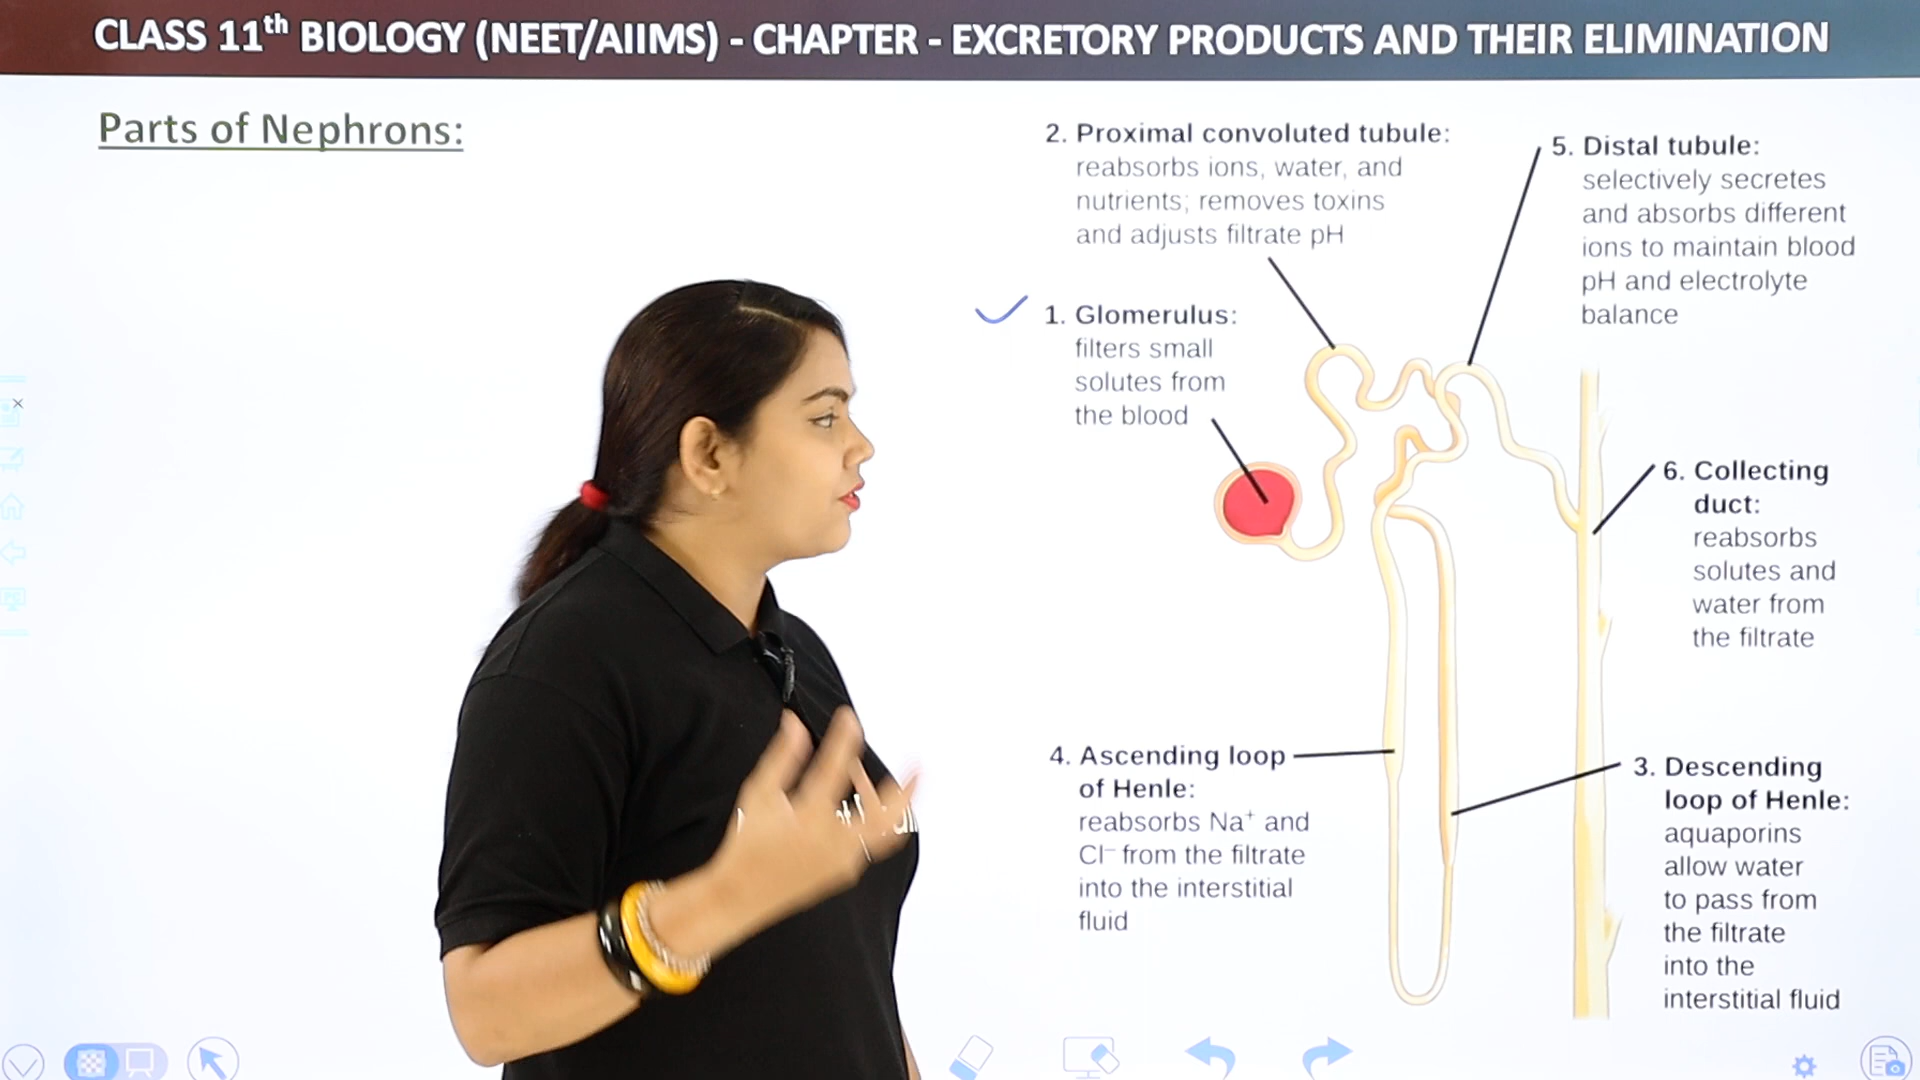 CLASS 11th BIOLOGY (NEET/AIIMS) - CHAPTER - EXCRETORY PRODUCTS AND THEIR ELIMINATION
Parts of Nephrons:
2. Proximal convoluted tubule:
reabsorbs ions, water, and
nutrients; removes toxins
and adjusts filtrate pH
1. Glomerulus:
filters small
solutes from
the blood
5. Distal tubule:
selectively secretes
and absorbs different
ions to maintain blood
pH and electrolyte
balance
6. Collecting
duct:
reabsorbs
solutes and
water from
the filtrate
4. Ascending loop
of Henle:
reabsorbs Na⁺ and
Cl⁻ from the filtrate
into the interstitial
fluid
3. Descending
loop of Henle:
aquaporins
allow water
to pass from
the filtrate
into the
interstitial fluid